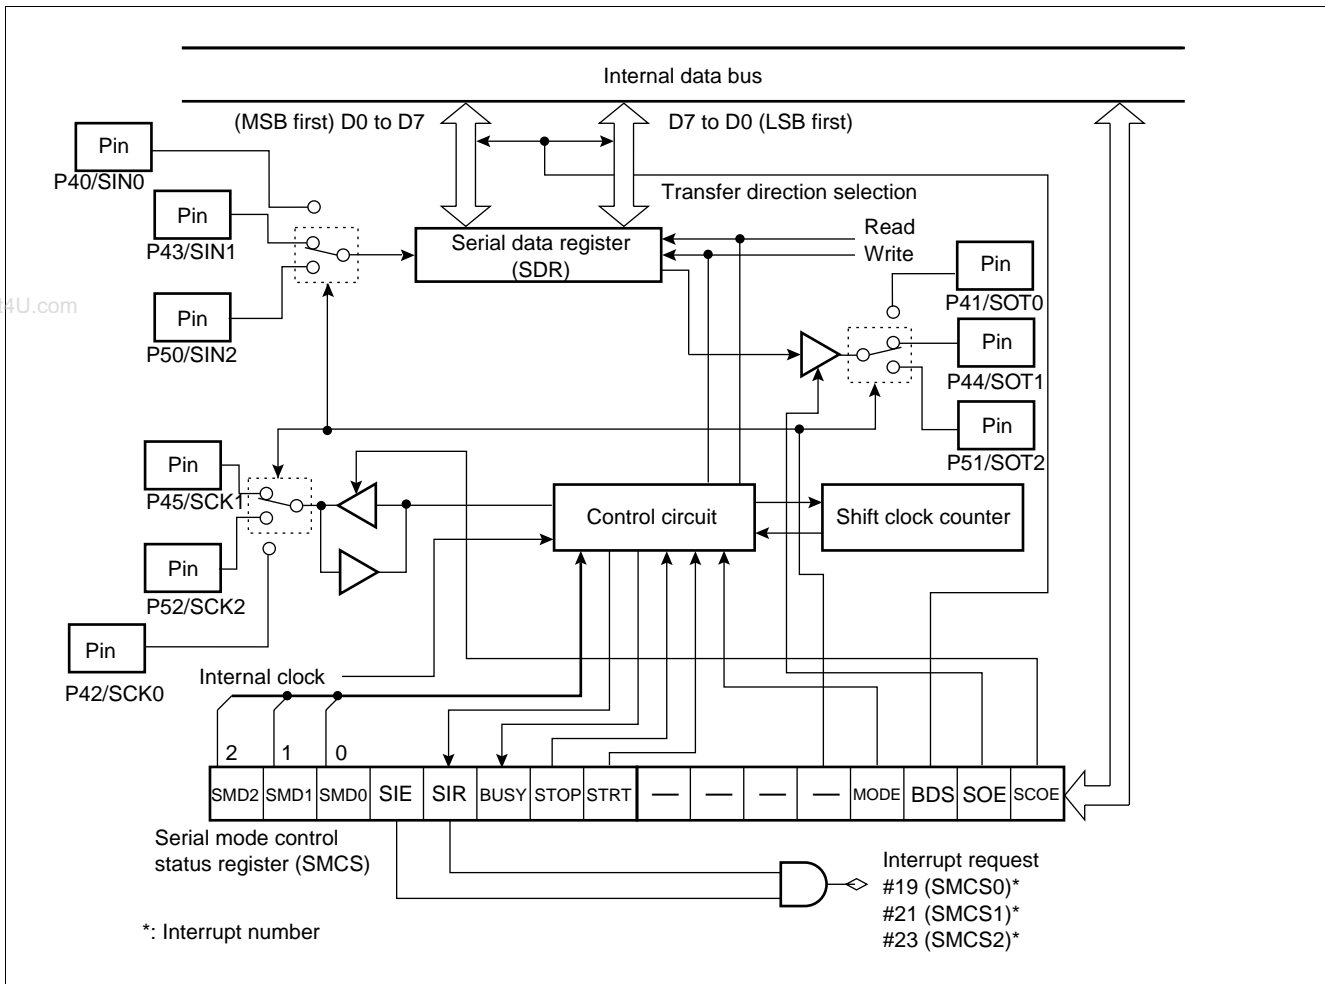 Internal data bus
(MSB first) D0 to D7
D7 to D0 (LSB first)
Pin
P40/SIN0
Transfer direction selection
Pin
P43/SIN1
Serial data register
(SDR)
Read
Write
Pin
P41/SOT0
t4U.com
Pin
P50/SIN2
Pin
P44/SOT1
Pin
P51/SOT2
Pin
P45/SCK1
Control circuit
Shift clock counter
Pin
P52/SCK2
Pin
P42/SCK0
Internal clock
2 1 0
SMD2 SMD1 SMD0 SIE SIR BUSY STOP STRT — — — — MODE BDS SOE SCOE
Serial mode control
status register (SMCS)
Interrupt request
#19 (SMCS0)*
#21 (SMCS1)*
#23 (SMCS2)*
*: Interrupt number